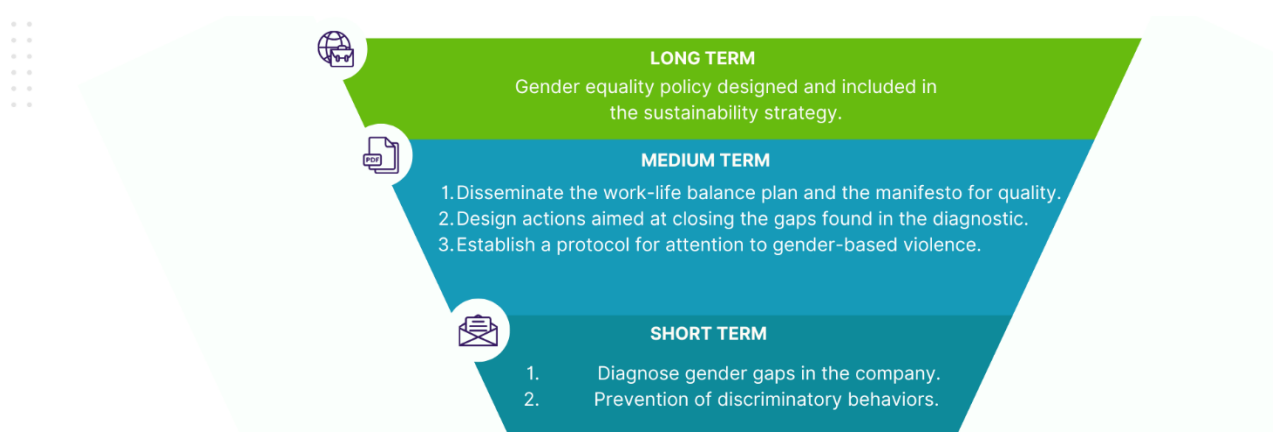 LONG TERM
Gender equality policy designed and included in
the sustainability strategy.
PDF
MEDIUM TERM
1. Disseminate the work-life balance plan and the manifesto for quality.
2. Design actions aimed at closing the gaps found in the diagnostic.
3. Establish a protocol for attention to gender-based violence.
SHORT TERM
1. Diagnose gender gaps in the company.
2. Prevention of discriminatory behaviors.